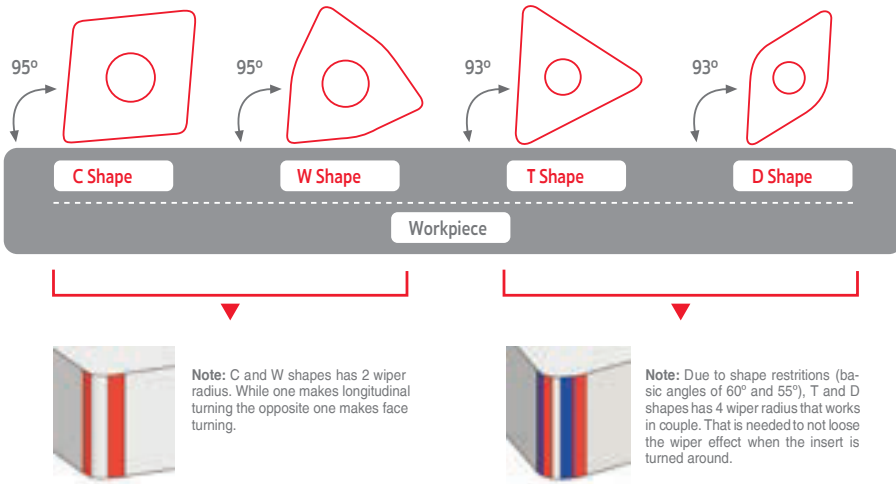 95º
95º
93º
93º
C Shape
W Shape
T Shape
D Shape
Workpiece
Note: C and W shapes has 2 wiper
radius. While one makes longitudinal
turning the opposite one makes face
turning.
Note: Due to shape restritions (ba-
sic angles of 60º and 55º), T and D
shapes has 4 wiper radius that works
in couple. That is needed to not loose
the wiper effect when the insert is
turned around.